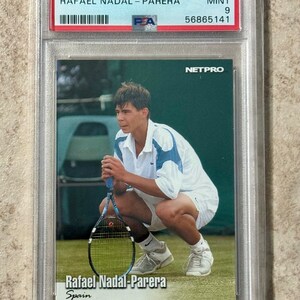 RAFAEL NADAL-PARERA MINT
9
PSA 56865141
NETPRO
Rafael Nadal-Parera
Spain